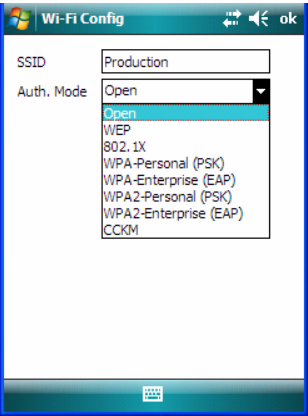 Wi-Fi Config ok
SSID Production
Auth. Mode Open
Open
WEP
802.1X
WPA-Personal (PSK)
WPA-Enterprise (EAP)
WPA2-Personal (PSK)
WPA2-Enterprise (EAP)
CCKM